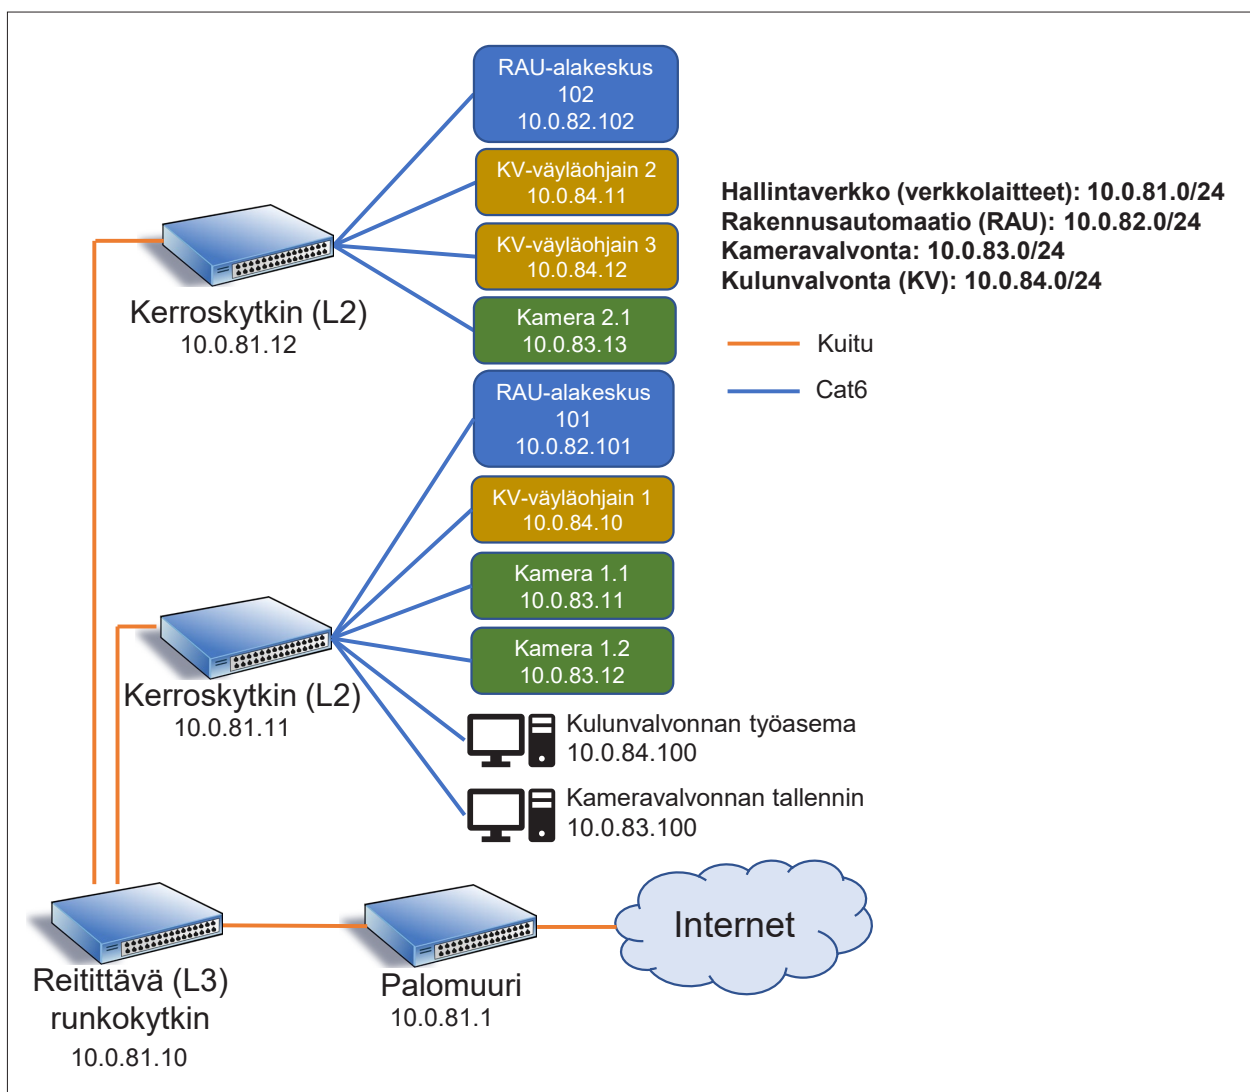 RAU-alakeskus
102
10.0.82.102
KV-väyläohjain 2
10.0.84.11
KV-väyläohjain 3
10.0.84.12
Kamera 2.1
10.0.83.13
Kerroskytkin (L2)
10.0.81.12
Hallintaverkko (verkkolaitteet): 10.0.81.0/24
Rakennusautomaatio (RAU): 10.0.82.0/24
Kameravalvonta: 10.0.83.0/24
Kulunvalvonta (KV): 10.0.84.0/24
Kuitu
Cat6
RAU-alakeskus
101
10.0.82.101
KV-väyläohjain 1
10.0.84.10
Kamera 1.1
10.0.83.11
Kamera 1.2
10.0.83.12
Kerroskytkin (L2)
10.0.81.11
Kulunvalvonnan työasema
10.0.84.100
Kameravalvonnan tallennin
10.0.83.100
Reitittävä (L3)
runkokytkin
10.0.81.10
Palomuuri
10.0.81.1
Internet